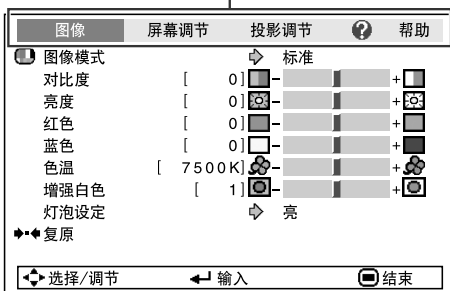 图像 屏幕调节 投影调节 ? 帮助
图像模式 标准
对比度 [ 0] - +
亮度 [ 0] - +
红色 [ 0] - +
蓝色 [ 0] - +
色温 [ 7500K] - +
增强白色 [ 1] - +
灯泡设定 亮
复原
选择/调节 输入 结束